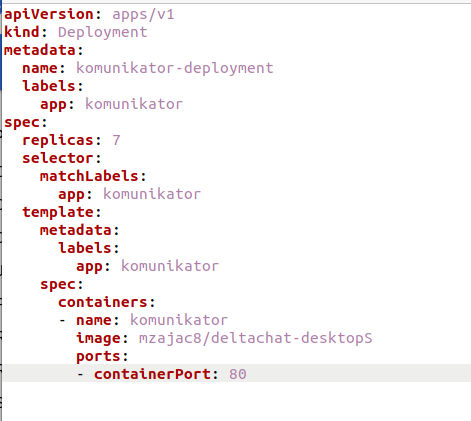 apiVersion: apps/v1
kind: Deployment
metadata:
  name: komunikator-deployment
  labels:
    app: komunikator
spec:
  replicas: 7
  selector:
    matchLabels:
      app: komunikator
  template:
    metadata:
      labels:
        app: komunikator
    spec:
      containers:
      - name: komunikator
        image: mzajac8/deltachat-desktopS
        ports:
        - containerPort: 80